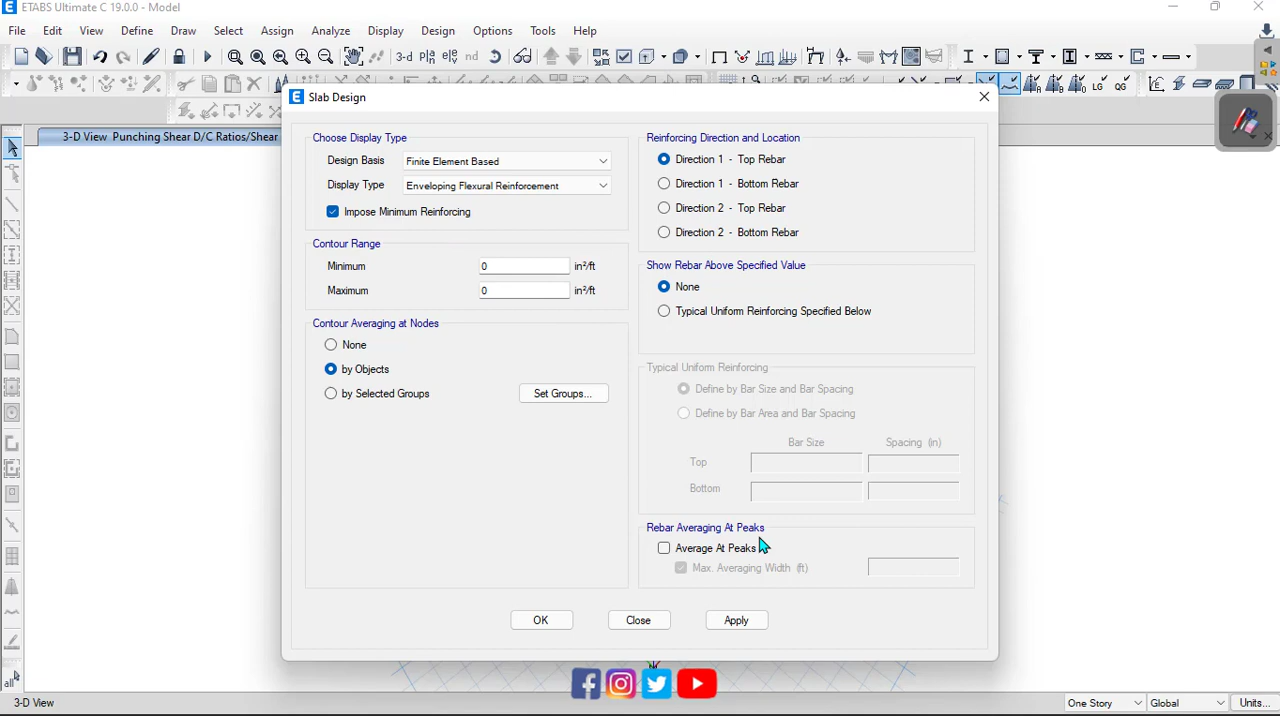 E ETABS Ultimate C 19.0.0 - Model
File Edit View Define Draw Select Assign Analyze Display Design Options Tools Help
3-d plan elev nd
LG QG
3-D View Punching Shear D/C Ratios/Shear
E Slab Design
Choose Display Type
Design Basis Finite Element Based
Display Type Enveloping Flexural Reinforcement
Impose Minimum Reinforcing
Contour Range
Minimum 0 in²/ft
Maximum 0 in²/ft
Contour Averaging at Nodes
None
by Objects
by Selected Groups Set Groups...
Reinforcing Direction and Location
Direction 1 - Top Rebar
Direction 1 - Bottom Rebar
Direction 2 - Top Rebar
Direction 2 - Bottom Rebar
Show Rebar Above Specified Value
None
Typical Uniform Reinforcing Specified Below
Typical Uniform Reinforcing
Define by Bar Size and Bar Spacing
Define by Bar Area and Bar Spacing
Bar Size Spacing (in)
Top
Bottom
Rebar Averaging At Peaks
Average At Peaks
Max. Averaging Width (ft)
OK Close Apply
all
3-D View One Story Global Units...